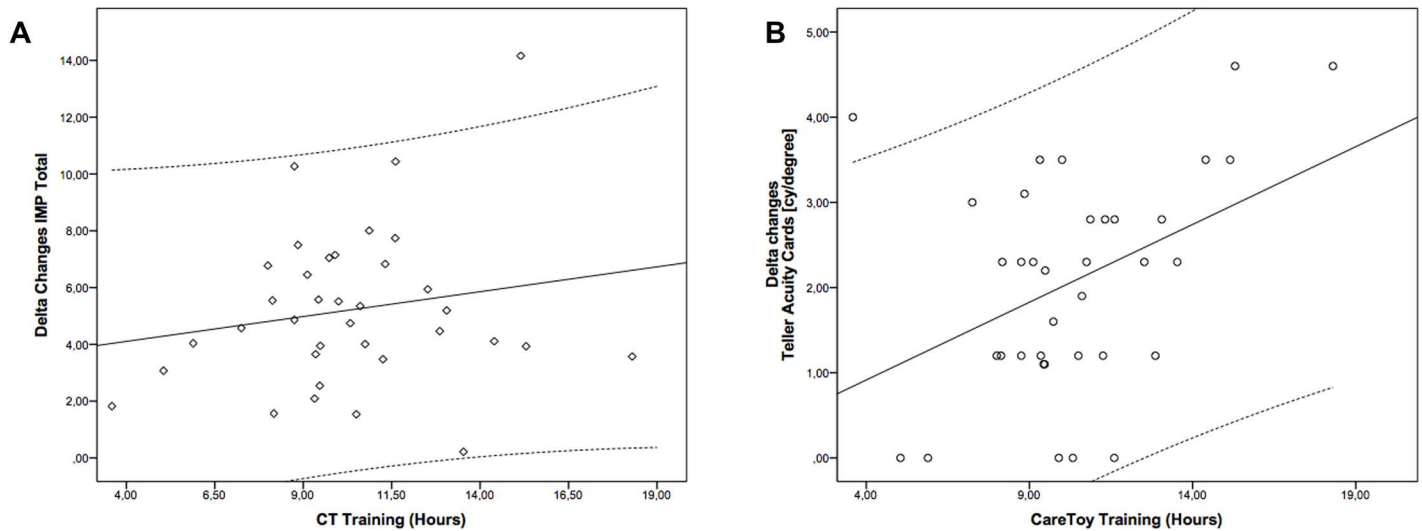 A
Delta Changes IMP Total
14,00
12,00
10,00
8,00
6,00
4,00
2,00
,00
4,00 6,50 9,00 11,50 14,00 16,50 19,00
CT Training (Hours)
B
Delta changes
Teller Acuity Cards [cy/degree]
5,00
4,00
3,00
2,00
1,00
,00
4,00 9,00 14,00 19,00
CareToy Training (Hours)